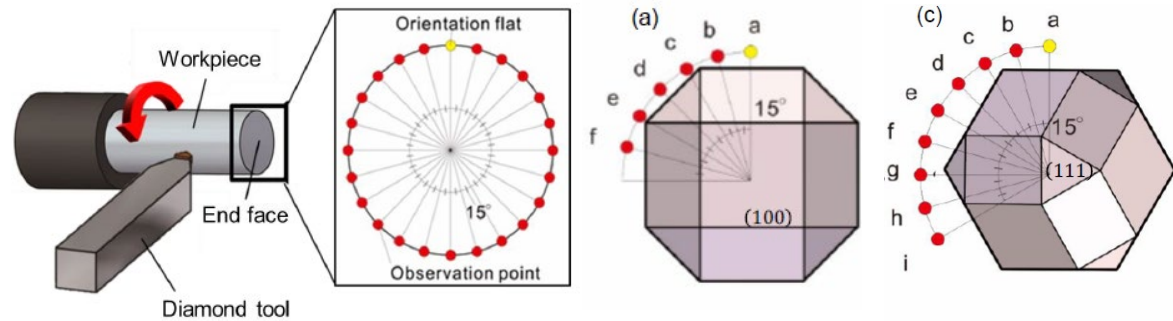 Workpiece
End face
Diamond tool
Orientation flat
15°
Observation point
(a)
a
b
c
d
e
f
15°
(100)
(c)
a
b
c
d
e
f
g
h
i
15°
(111)